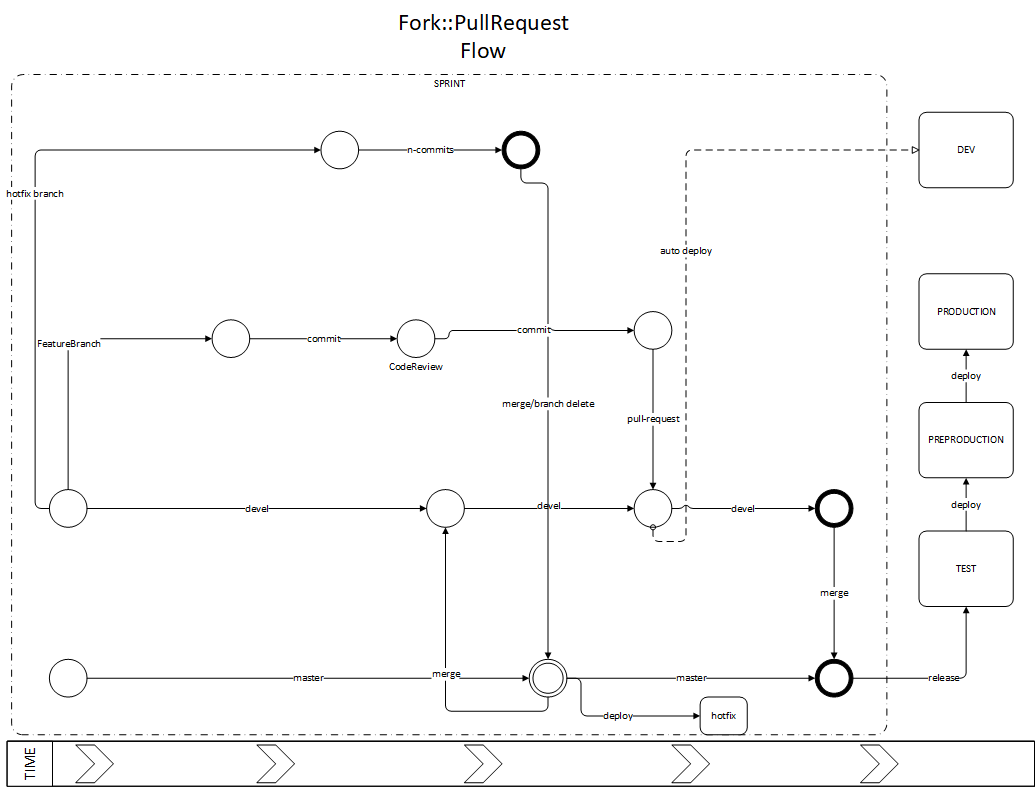 Fork::PullRequest
Flow
SPRINT
n-commits
DEV
hotfix branch
auto deploy
PRODUCTION
commit
FeatureBranch
commit
CodeReview
deploy
merge/branch delete
pull-request
PREPRODUCTION
deploy
devel
devel
devel
TEST
merge
master
merge
master
release
deploy
hotfix
TIME